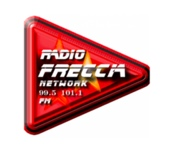 RADIO
FRECCIA
NETWORK
99.5 101.1
FM